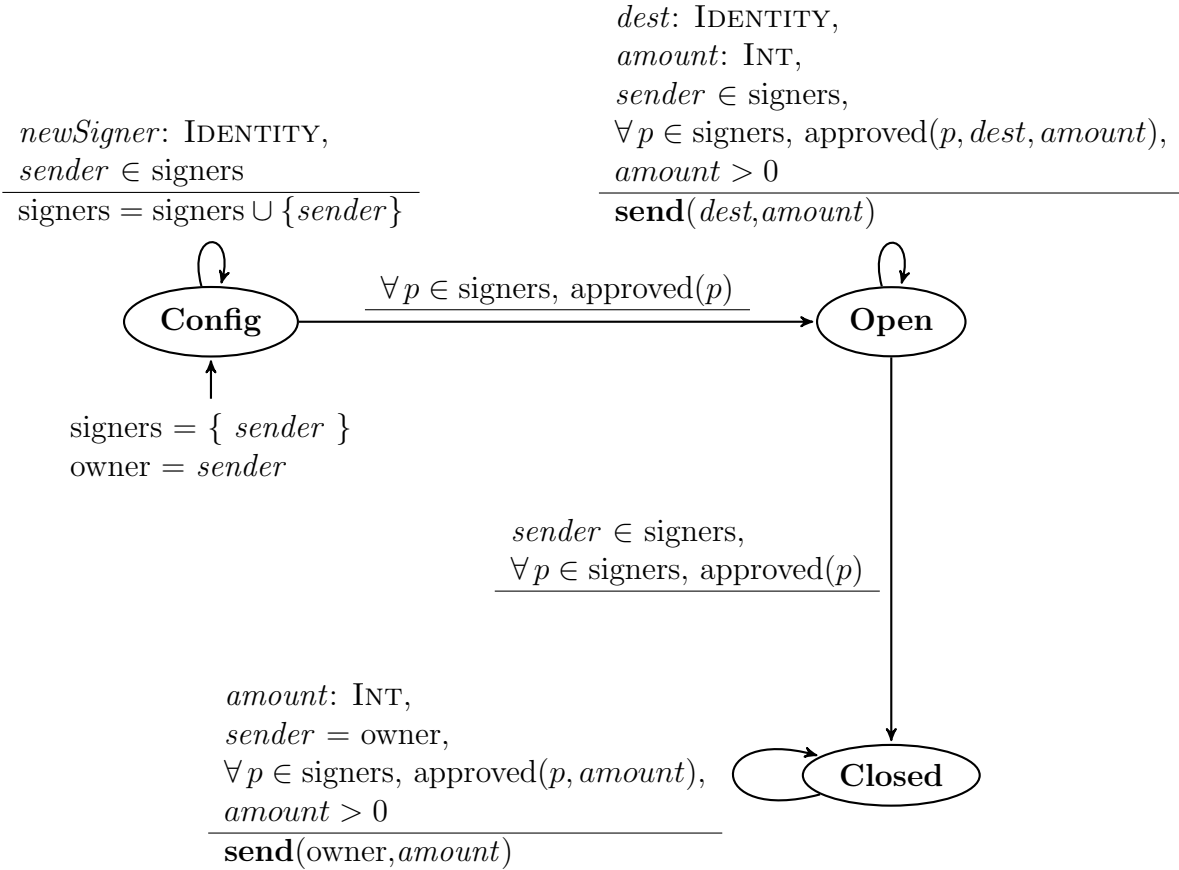 dest: IDENTITY,
amount: INT,
sender ∈ signers,
∀ p ∈ signers, approved(p, dest, amount),
amount > 0
send(dest,amount)
newSigner: IDENTITY,
sender ∈ signers
signers = signers ∪ {sender}
∀ p ∈ signers, approved(p)
Config
Open
signers = { sender }
owner = sender
sender ∈ signers,
∀ p ∈ signers, approved(p)
amount: INT,
sender = owner,
∀ p ∈ signers, approved(p, amount),
amount > 0
send(owner,amount)
Closed